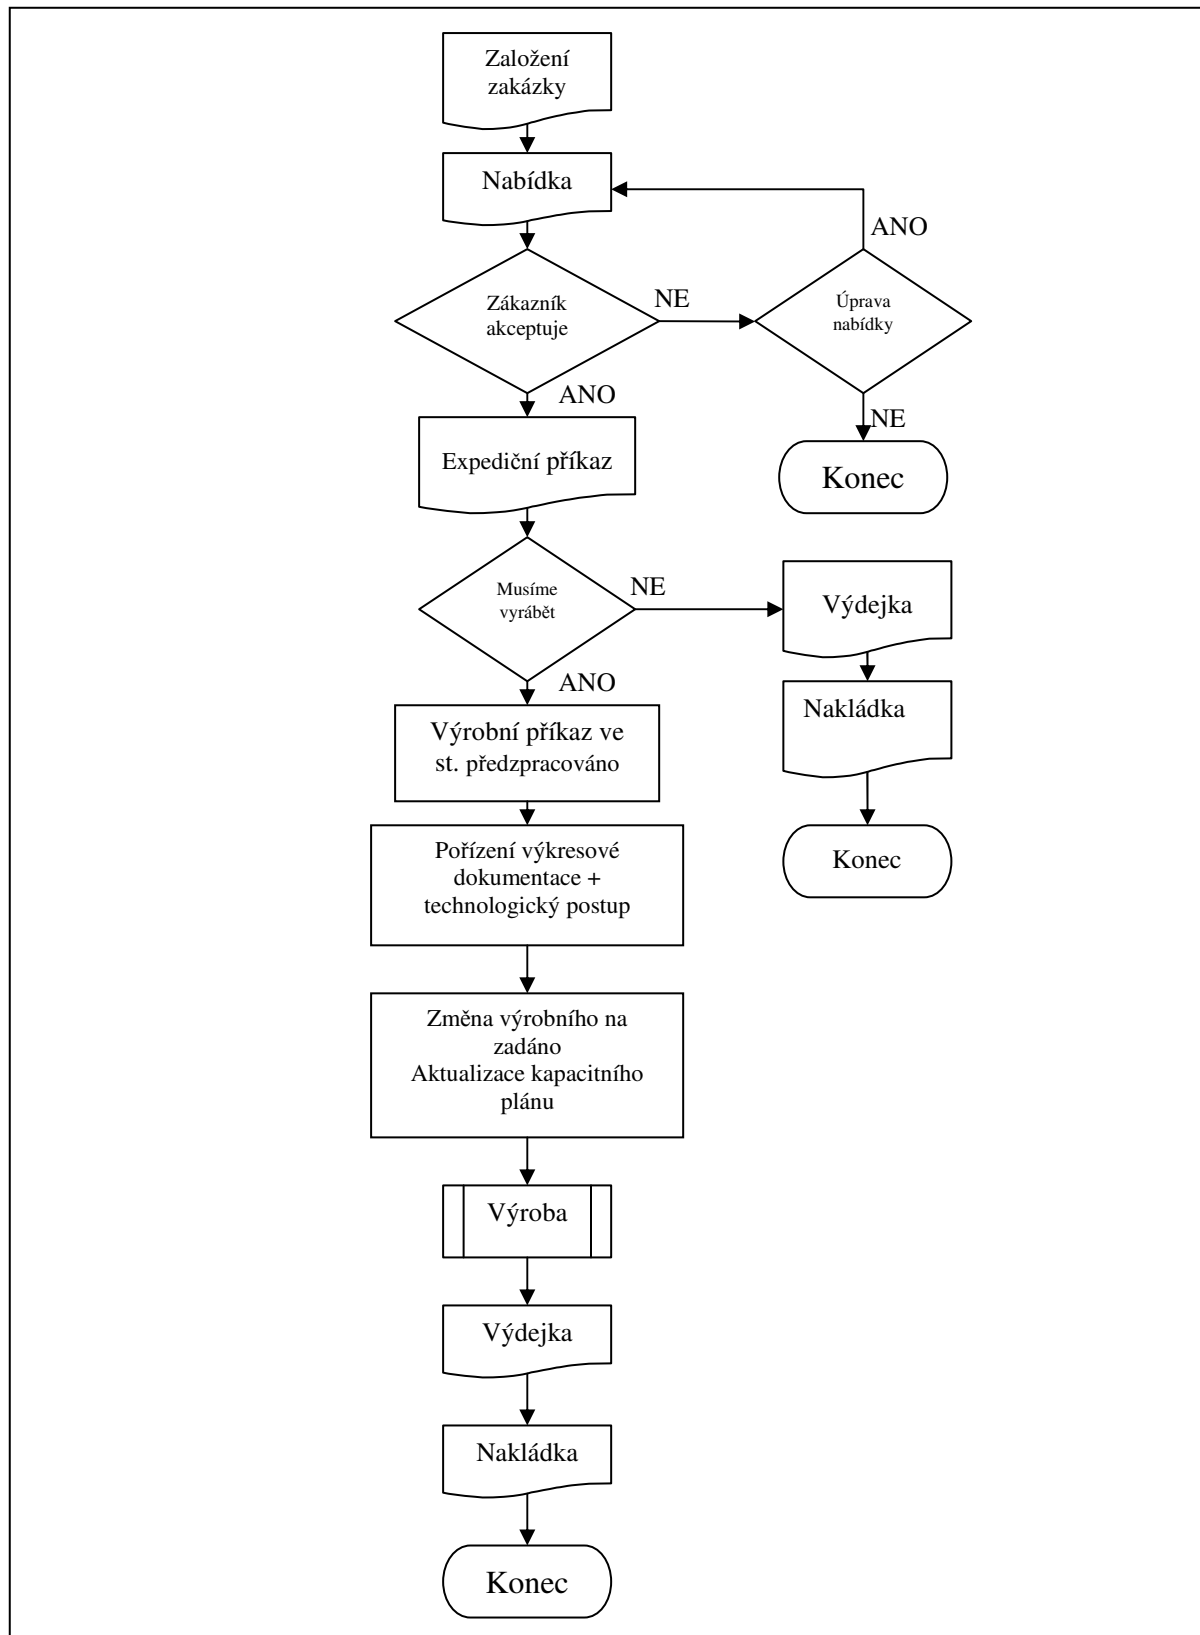 Založení
zakázky
Nabídka
ANO
Zákazník
akceptuje
NE
Úprava
nabídky
ANO
NE
Expediční příkaz
Konec
Musíme
vyrábět
NE
Výdejka
ANO
Nakládka
Výrobní příkaz ve
st. předzpracováno
Konec
Pořízení výkresové
dokumentace +
technologický postup
Změna výrobního na
zadáno
Aktualizace kapacitního
plánu
Výroba
Výdejka
Nakládka
Konec